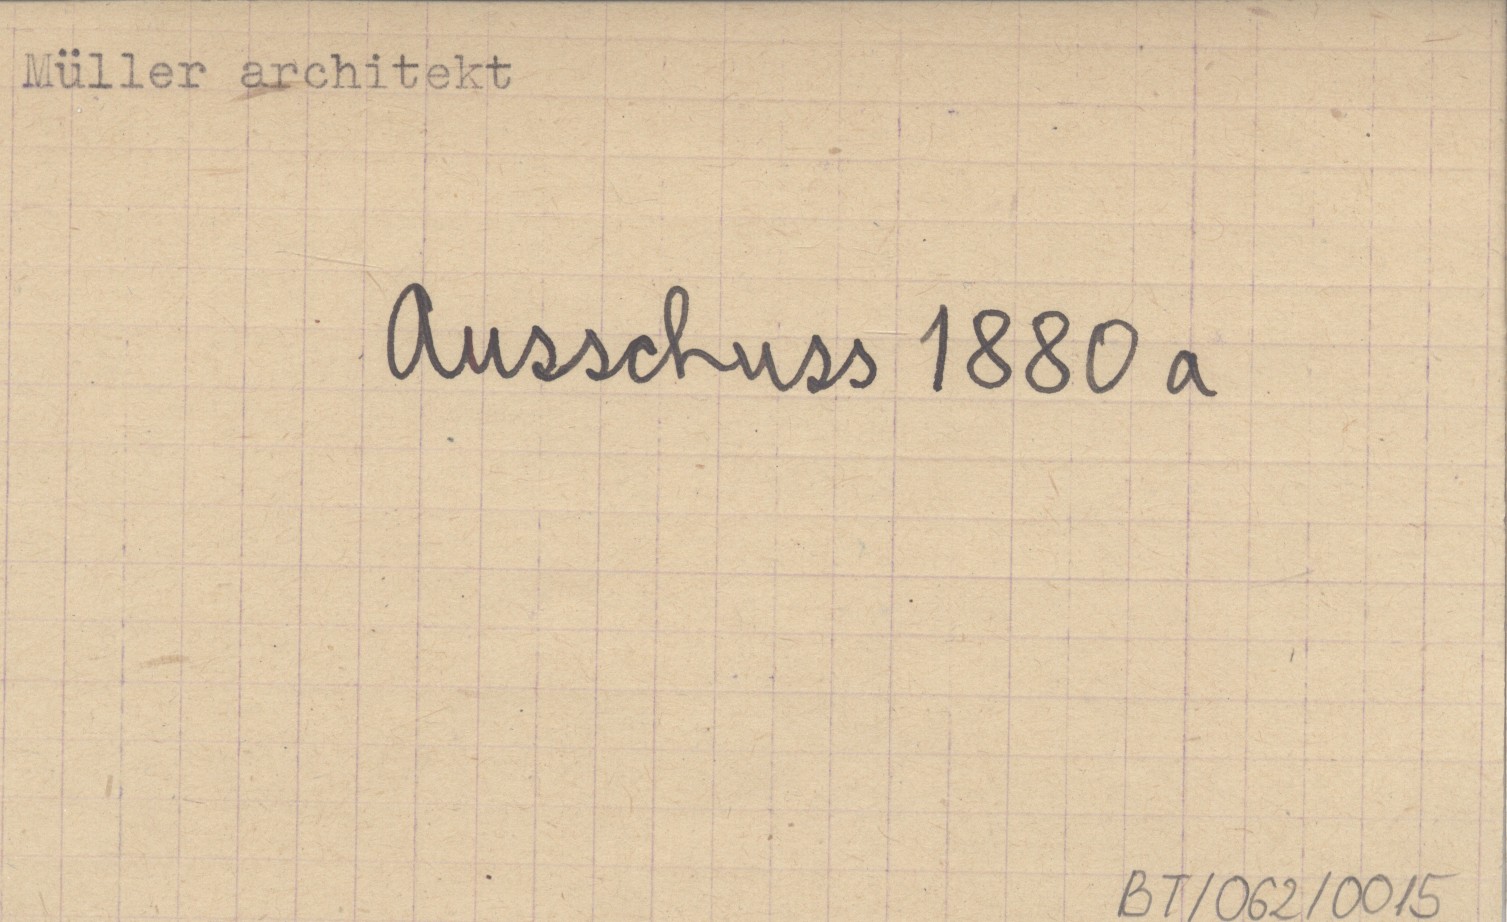 Müller architekt
Ausschuss 1880 a
BT/062/0015